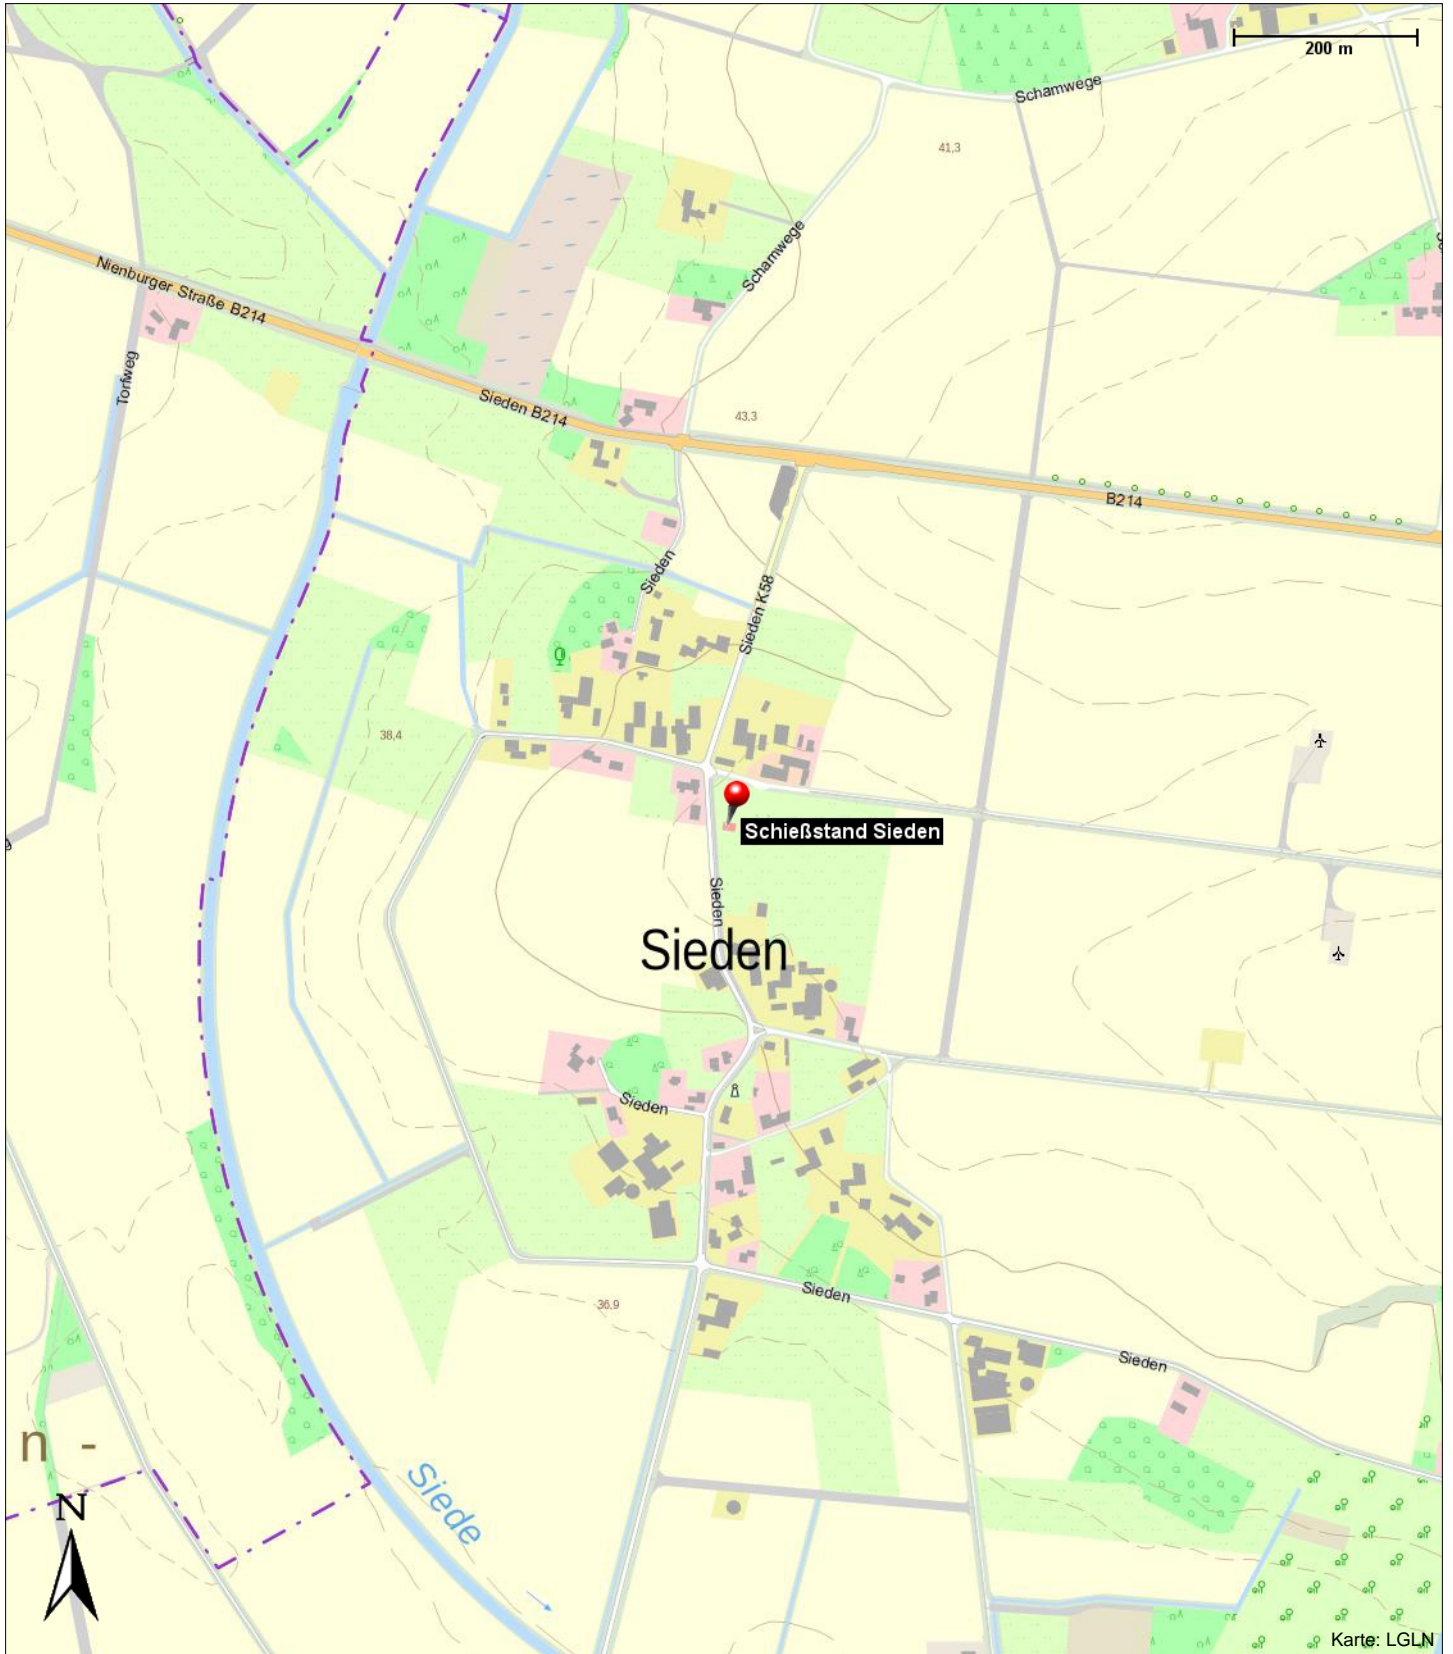 200 m
Schamwege
41,3
Schamwege
Nienburger Straße B214
Torfweg
Sieden B214
43,3
B214
Sieden
Sieden K58
38,4
Schießstand Sieden
Sieden
Sieden
Sieden
36,9
Sieden
Sieden
n -
Siede
N
Karte: LGLN